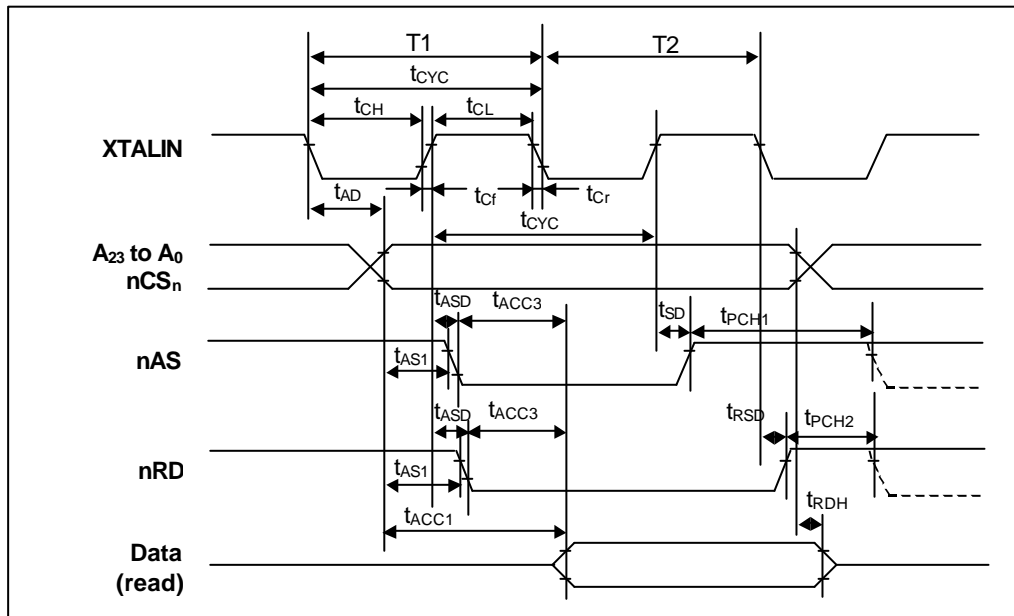 T1 T2
tCYC
tCH tCL
XTALIN
tAD tCf tCr
tCYC
A23 to A0
nCSn
tASD tACC3 tSD tPCH1
nAS
tAS1
tASD tACC3 tRSD tPCH2
nRD
tAS1
tRDH
tACC1
Data
(read)